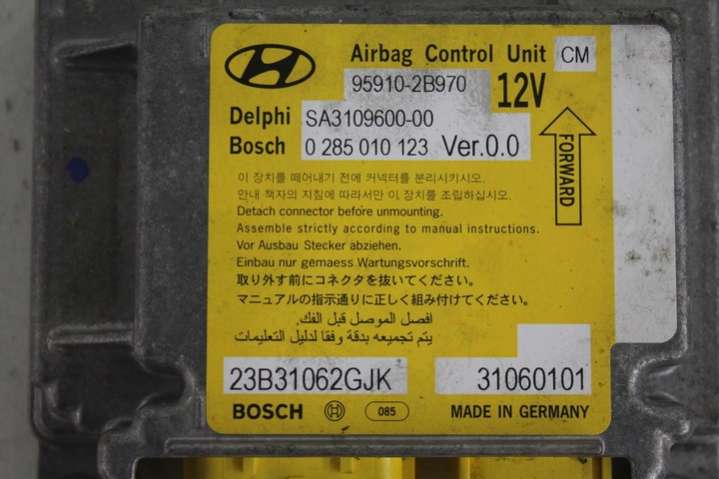 Airbag Control Unit CM
95910-2B970 12V
Delphi SA3109600-00
Bosch 0 285 010 123 Ver.0.0
FORWARD
이 장치를 떼어내기 전에 커넥터를 분리시키시오.
안내 책자의 지침에 따라서만 이 장치를 조립하십시오.
Detach connector before unmounting.
Assemble strictly according to manual instructions.
Vor Ausbau Stecker abziehen.
Einbau nur gemaess Wartungsvorschrift.
取り外す前にコネクタを抜いてください。
マニュアルの指示通りに正しく組み付けてください。
افصل الموصل قبل الفك.
يتم تجميعه بدقة وفقا لدليل التعليمات
23B31062GJK 31060101
BOSCH 085 MADE IN GERMANY